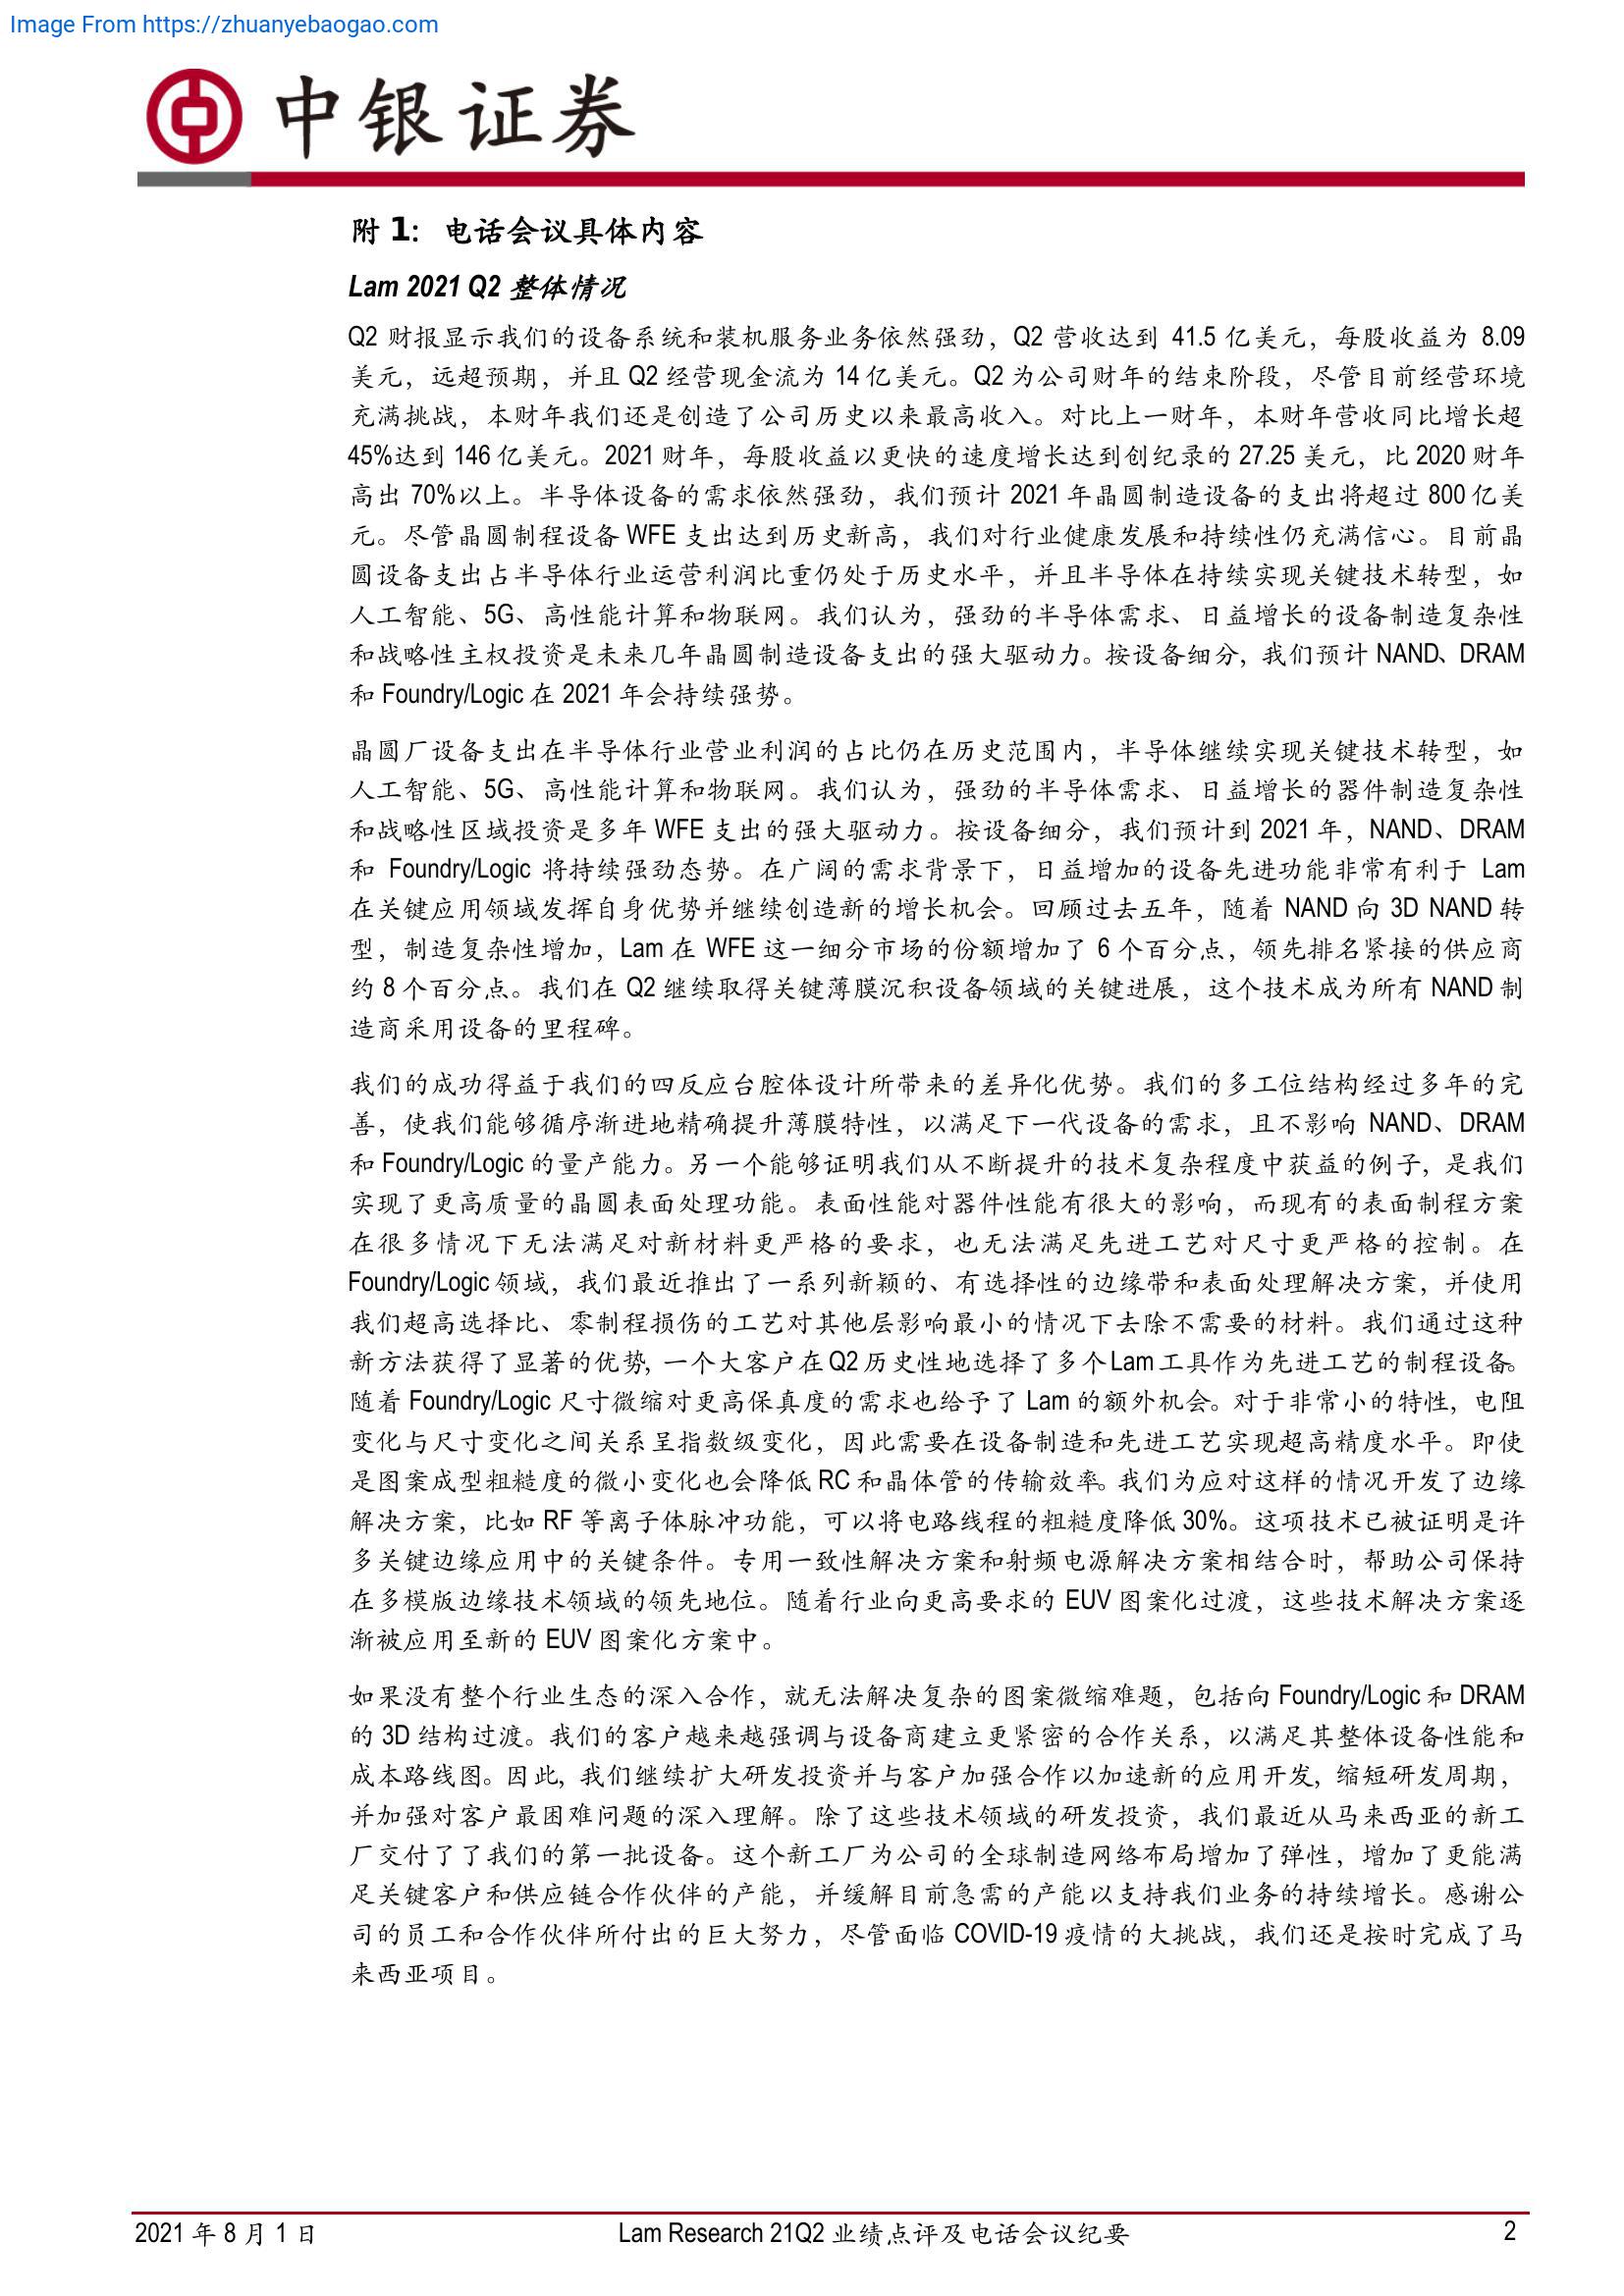 Image From https://zhuanyebaogao.com
中银证券
附 1: 电话会议具体内容
Lam 2021 Q2 整体情况
Q2 财报显示我们的设备系统和装机服务业务依然强劲，Q2 营收达到 41.5 亿美元，每股收益为 8.09
美元，远超预期，并且 Q2 经营现金流为 14 亿美元。Q2 为公司财年的结束阶段，尽管目前经营环境
充满挑战，本财年我们还是创造了公司历史以来最高收入。对比上一财年，本财年营收同比增长超
45%达到 146 亿美元。2021 财年，每股收益以更快的速度增长达到创纪录的 27.25 美元，比 2020 财年
高出 70%以上。半导体设备的需求依然强劲，我们预计 2021 年晶圆制造设备的支出将超过 800 亿美
元。尽管晶圆制程设备 WFE 支出达到历史新高，我们对行业健康发展和持续性仍充满信心。目前晶
圆设备支出占半导体行业运营利润比重仍处于历史水平，并且半导体在持续实现关键技术转型，如
人工智能、5G、高性能计算和物联网。我们认为，强劲的半导体需求、日益增长的设备制造复杂性
和战略性主权投资是未来几年晶圆制造设备支出的强大驱动力。按设备细分，我们预计 NAND、DRAM
和 Foundry/Logic 在 2021 年会持续强势。
晶圆厂设备支出在半导体行业营业利润的占比仍在历史范围内，半导体继续实现关键技术转型，如
人工智能、5G、高性能计算和物联网。我们认为，强劲的半导体需求、日益增长的器件制造复杂性
和战略性区域投资是多年 WFE 支出的强大驱动力。按设备细分，我们预计到 2021 年，NAND、DRAM
和 Foundry/Logic 将持续强劲态势。在广阔的需求背景下，日益增加的设备先进功能非常有利于 Lam
在关键应用领域发挥自身优势并继续创造新的增长机会。回顾过去五年，随着 NAND 向 3D NAND 转
型，制造复杂性增加，Lam 在 WFE 这一细分市场的份额增加了 6 个百分点，领先排名紧接的供应商
约 8 个百分点。我们在 Q2 继续取得关键薄膜沉积设备领域的关键进展，这个技术成为所有 NAND 制
造商采用设备的里程碑。
我们的成功得益于我们的四反应台腔体设计所带来的差异化优势。我们的多工位结构经过多年的完
善，使我们能够循序渐进地精确提升薄膜特性，以满足下一代设备的需求，且不影响 NAND、DRAM
和 Foundry/Logic 的量产能力。另一个能够证明我们从不断提升的技术复杂程度中获益的例子，是我们
实现了更高质量的晶圆表面处理功能。表面性能对器件性能有很大的影响，而现有的表面制程方案
在很多情况下无法满足对新材料更严格的要求，也无法满足先进工艺对尺寸更严格的控制。在
Foundry/Logic 领域，我们最近推出了一系列新颖的、有选择性的边缘带和表面处理解决方案，并使用
我们超高选择比、零制程损伤的工艺对其他层影响最小的情况下去除不需要的材料。我们通过这种
新方法获得了显著的优势，一个大客户在 Q2 历史性地选择了多个 Lam 工具作为先进工艺的制程设备。
随着 Foundry/Logic 尺寸微缩对更高保真度的需求也给予了 Lam 的额外机会。对于非常小的特性，电阻
变化与尺寸变化之间关系呈指数级变化，因此需要在设备制造和先进工艺实现超高精度水平。即使
是图案成型粗糙度的微小变化也会降低 RC 和晶体管的传输效率。我们为应对这样的情况开发了边缘
解决方案，比如 RF 等离子体脉冲功能，可以将电路线程的粗糙度降低 30%。这项技术已被证明是许
多关键边缘应用中的关键条件。专用一致性解决方案和射频电源解决方案相结合时，帮助公司保持
在多模版边缘技术领域的领先地位。随着行业向更高要求的 EUV 图案化过渡，这些技术解决方案逐
渐被应用至新的 EUV 图案化方案中。
如果没有整个行业生态的深入合作，就无法解决复杂的图案微缩难题，包括向 Foundry/Logic 和 DRAM
的 3D 结构过渡。我们的客户越来越强调与设备商建立更紧密的合作关系，以满足其整体设备性能和
成本路线图。因此，我们继续扩大研发投资并与客户加强合作以加速新的应用开发，缩短研发周期，
并加强对客户最困难问题的深入理解。除了这些技术领域的研发投资，我们最近从马来西亚的新工
厂交付了了我们的第一批设备。这个新工厂为公司的全球制造网络布局增加了弹性，增加了更能满
足关键客户和供应链合作伙伴的产能，并缓解目前急需的产能以支持我们业务的持续增长。感谢公
司的员工和合作伙伴所付出的巨大努力，尽管面临 COVID-19 疫情的大挑战，我们还是按时完成了马
来西亚项目。
2021 年 8 月 1 日
Lam Research 21Q2 业绩点评及电话会议纪要
2